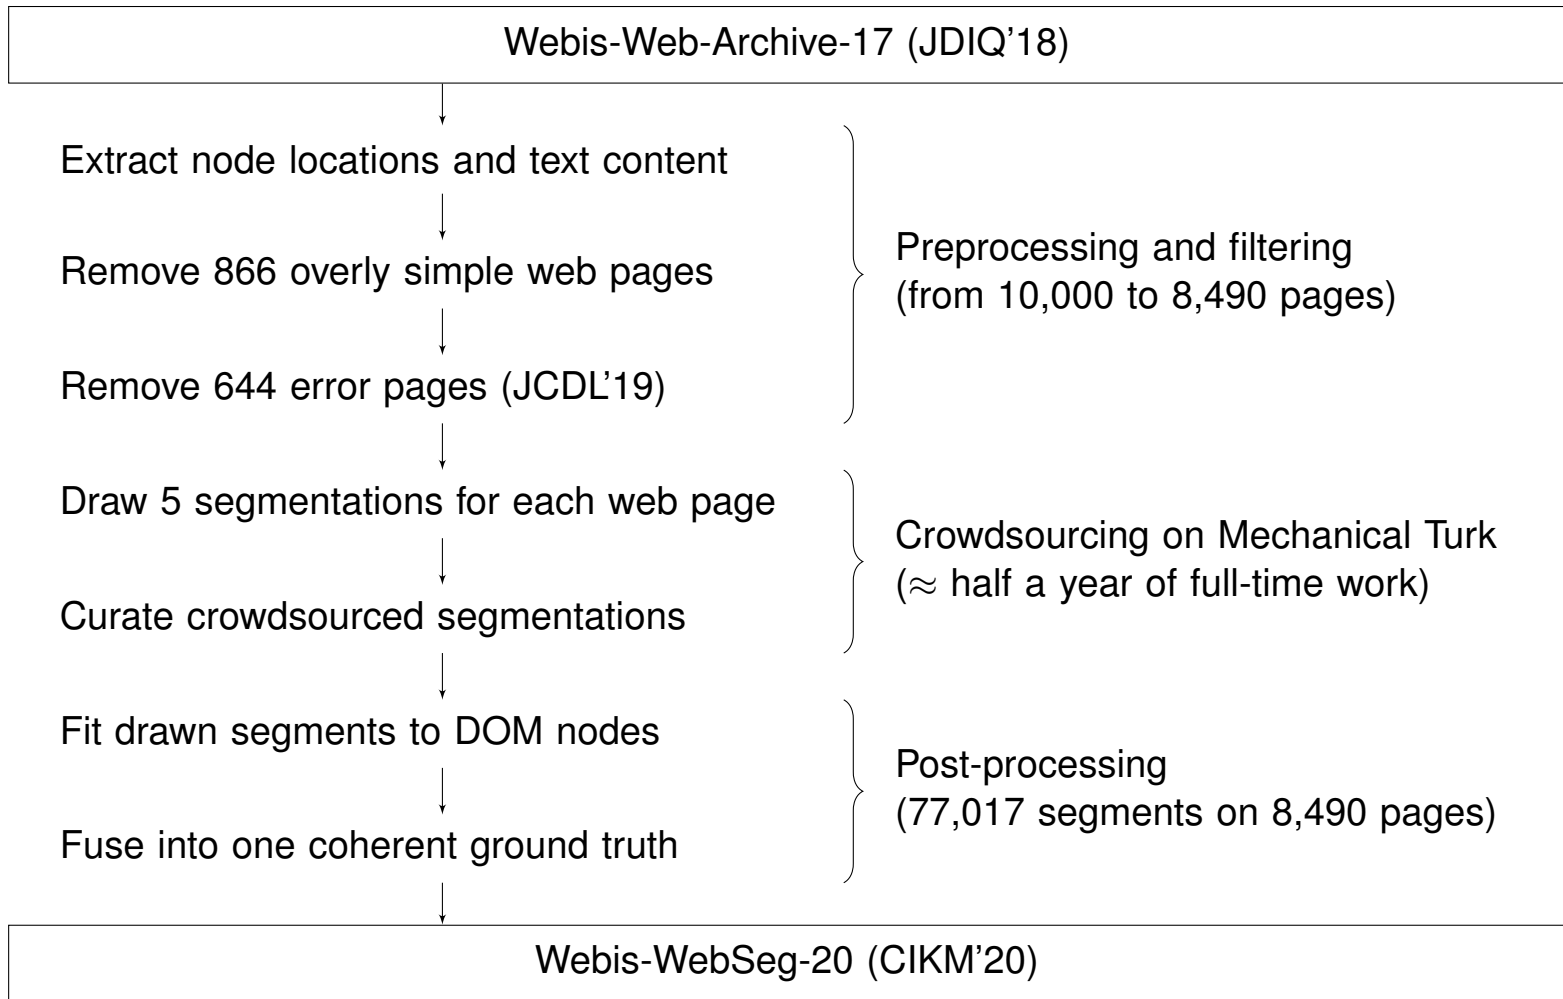 Webis-Web-Archive-17 (JDIQ'18)
Extract node locations and text content
Remove 866 overly simple web pages
Remove 644 error pages (JCDL'19)
Preprocessing and filtering
(from 10,000 to 8,490 pages)
Draw 5 segmentations for each web page
Curate crowdsourced segmentations
Crowdsourcing on Mechanical Turk
(≈ half a year of full-time work)
Fit drawn segments to DOM nodes
Fuse into one coherent ground truth
Post-processing
(77,017 segments on 8,490 pages)
Webis-WebSeg-20 (CIKM'20)